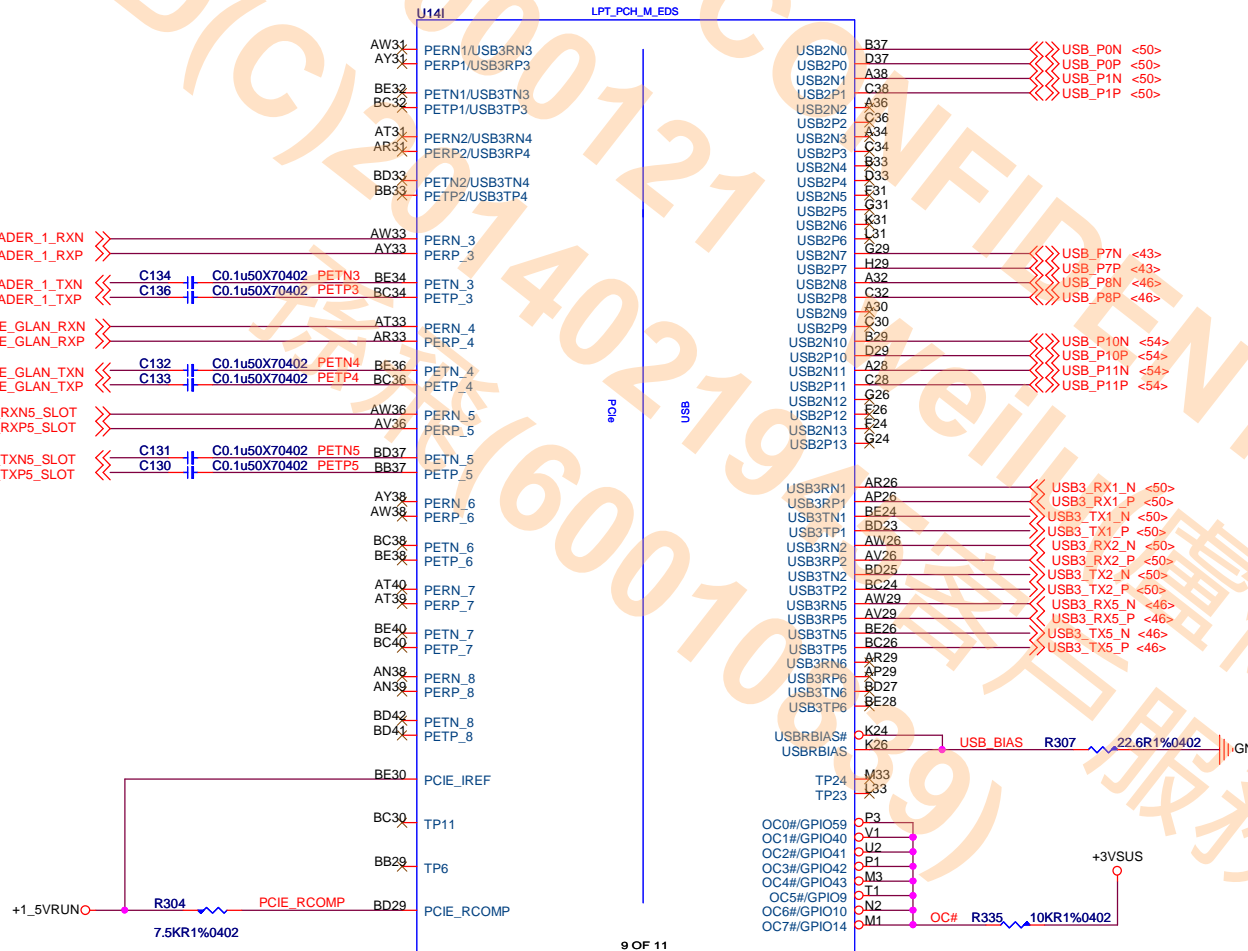 U14I
LPT_PCH_M_EDS
AW31 PERN1/USB3RN3
AY31 PERP1/USB3RP3
BE32 PETN1/USB3TN3
BC32 PETP1/USB3TP3
AT31 PERN2/USB3RN4
AR31 PERP2/USB3RP4
BD33 PETN2/USB3TN4
BB33 PETP2/USB3TP4
ADER_1_RXN AW33 PERN_3
ADER_1_RXP AY33 PERP_3
ADER_1_TXN C134 C0.1u50X70402 PETN3 BE34 PETN_3
ADER_1_TXP C136 C0.1u50X70402 PETP3 BC34 PETP_3
E_GLAN_RXN AT33 PERN_4
E_GLAN_RXP AR33 PERP_4
E_GLAN_TXN C132 C0.1u50X70402 PETN4 BE36 PETN_4
E_GLAN_TXP C133 C0.1u50X70402 PETP4 BC36 PETP_4
RXN5_SLOT AW36 PERN_5
RXP5_SLOT AV36 PERP_5
TXN5_SLOT C131 C0.1u50X70402 PETN5 BD37 PETN_5
TXP5_SLOT C130 C0.1u50X70402 PETP5 BB37 PETP_5
AY38 PERN_6
AW38 PERP_6
BC38 PETN_6
BE38 PETP_6
AT40 PERN_7
AT39 PERP_7
BE40 PETN_7
BC40 PETP_7
AN38 PERN_8
AN39 PERP_8
BD42 PETN_8
BD41 PETP_8
BE30 PCIE_IREF
BC30 TP11
BB29 TP6
+1_5VRUN R304 PCIE_RCOMP BD29 PCIE_RCOMP
7.5KR1%0402
PCIe
USB
USB2N0 B37 USB_P0N <50>
USB2P0 D37 USB_P0P <50>
USB2N1 A38 USB_P1N <50>
USB2P1 C38 USB_P1P <50>
USB2N2 A36
USB2P2 C36
USB2N3 A34
USB2P3 C34
USB2N4 B33
USB2P4 D33
USB2N5 F31
USB2P5 G31
USB2N6 K31
USB2P6 L31
USB2N7 G29 USB_P7N <43>
USB2P7 H29 USB_P7P <43>
USB2N8 A32 USB_P8N <46>
USB2P8 C32 USB_P8P <46>
USB2N9 A30
USB2P9 C30
USB2N10 B29 USB_P10N <54>
USB2P10 D29 USB_P10P <54>
USB2N11 A28 USB_P11N <54>
USB2P11 C28 USB_P11P <54>
USB2N12 G26
USB2P12 F26
USB2N13 F24
USB2P13 G24
USB3RN1 AR26 USB3_RX1_N <50>
USB3RP1 AP26 USB3_RX1_P <50>
USB3TN1 BE24 USB3_TX1_N <50>
USB3TP1 BD23 USB3_TX1_P <50>
USB3RN2 AW26 USB3_RX2_N <50>
USB3RP2 AV26 USB3_RX2_P <50>
USB3TN2 BD25 USB3_TX2_N <50>
USB3TP2 BC24 USB3_TX2_P <50>
USB3RN5 AW29 USB3_RX5_N <46>
USB3RP5 AV29 USB3_RX5_P <46>
USB3TN5 BE26 USB3_TX5_N <46>
USB3TP5 BC26 USB3_TX5_P <46>
USB3RN6 AR29
USB3RP6 AP29
USB3TN6 BD27
USB3TP6 BE28
USBRBIAS# K24
USBRBIAS K26 USB_BIAS R307 22.6R1%0402 GN
TP24 M33
TP23 L33
OC0#/GPIO59 P3
OC1#/GPIO40 V1
OC2#/GPIO41 U2
OC3#/GPIO42 P1
OC4#/GPIO43 M3
OC5#/GPIO9 T1
OC6#/GPIO10 N2
OC7#/GPIO14 M1 OC# R335 10KR1%0402
+3VSUS
9 OF 11